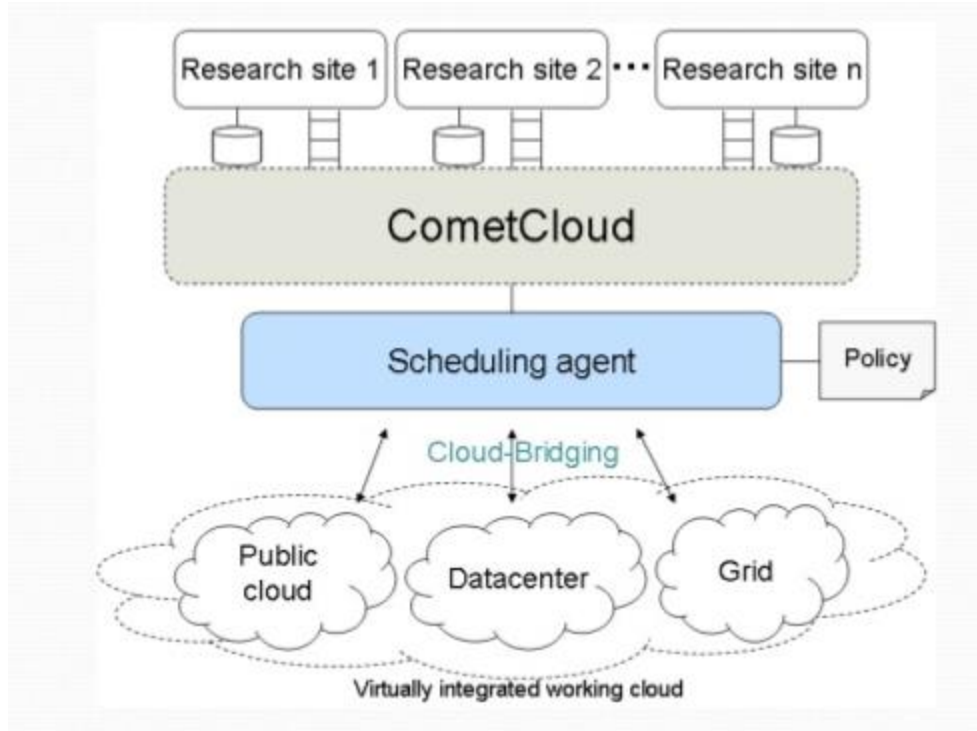 Research site 1
Research site 2
...
Research site n
CometCloud
Scheduling agent
Policy
Cloud-Bridging
Public
cloud
Datacenter
Grid
Virtually integrated working cloud